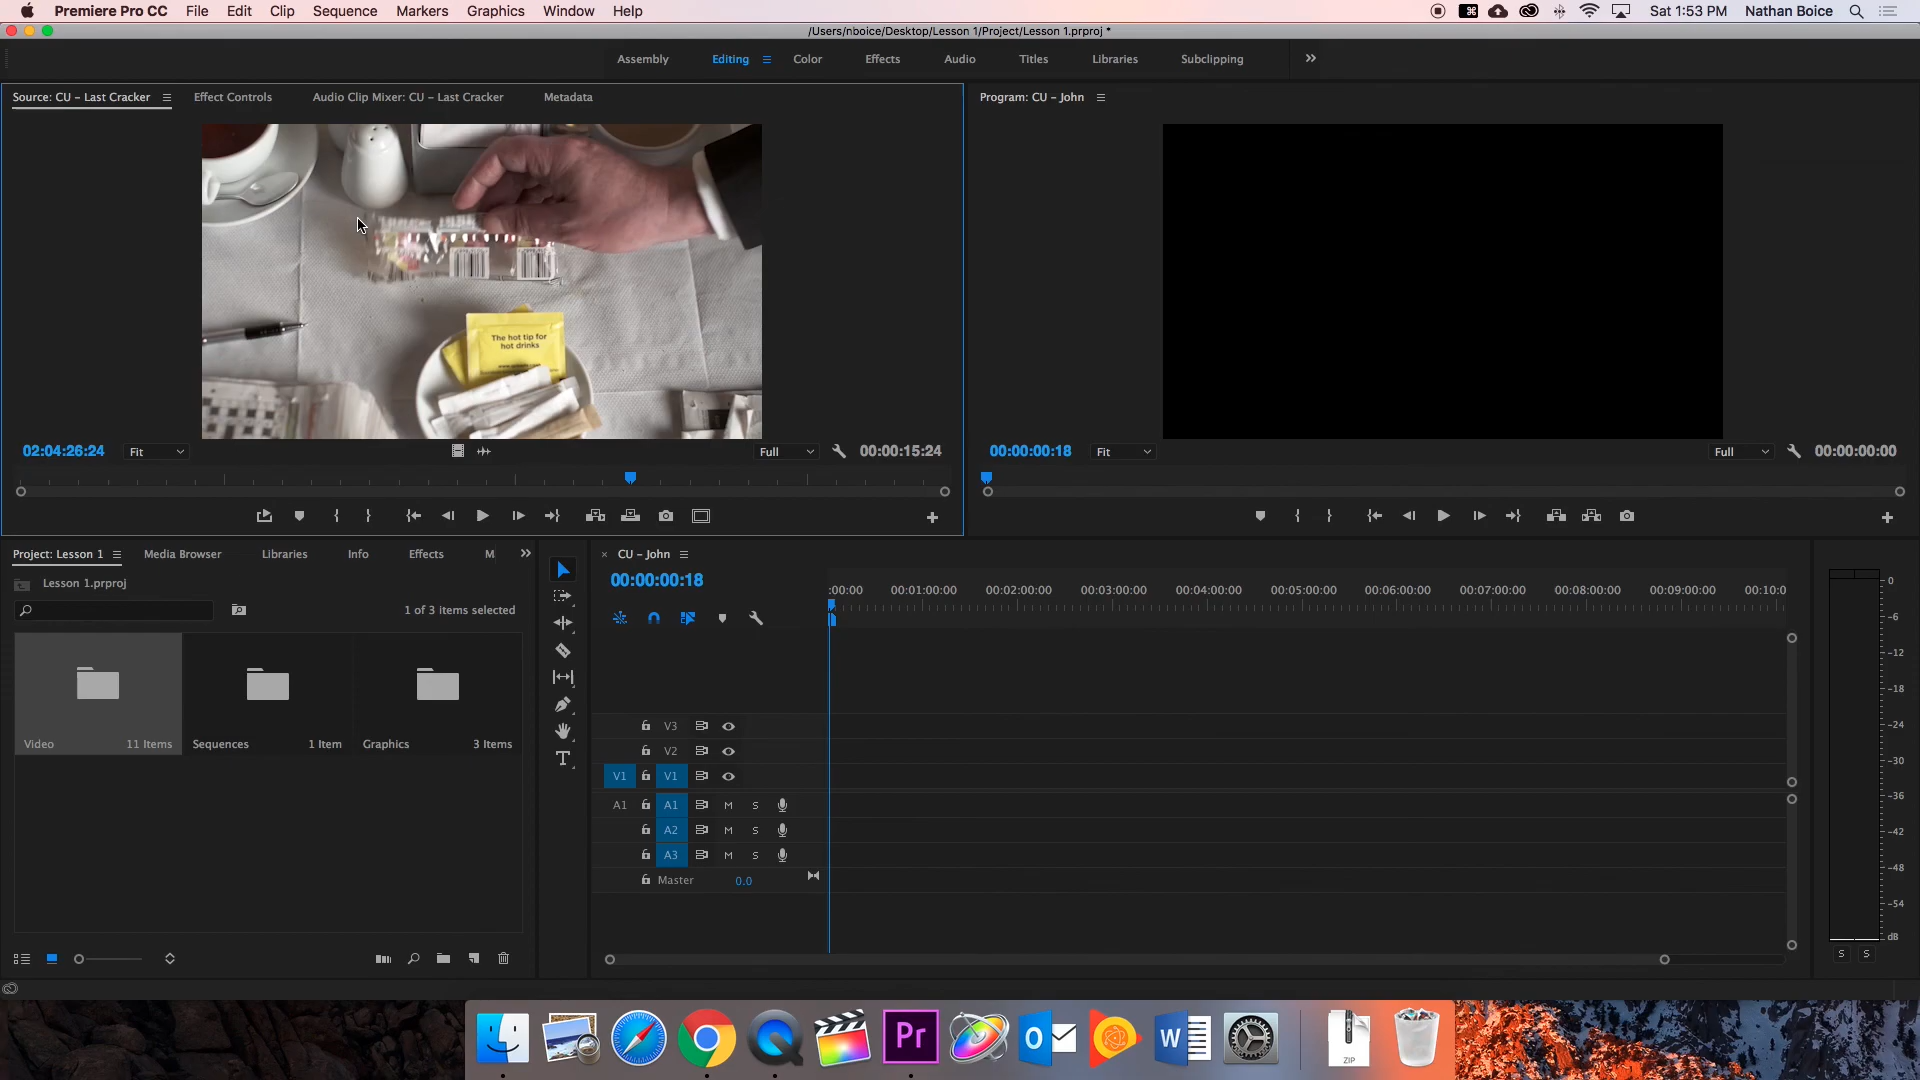 Premiere Pro CC File Edit Clip Sequence Markers Graphics Window Help Sat 1:53 PM Nathan Boice
/Users/nboice/Desktop/Lesson 1/Project/Lesson 1.prproj *
Assembly Editing Color Effects Audio Titles Libraries Subclipping
Source: CU – Last Cracker Effect Controls Audio Clip Mixer: CU – Last Cracker Metadata Program: CU – John
The hot tip for
hot drinks
02:04:26:24 Fit Full 00:00:15:24 00:00:00:18 Fit Full 00:00:00:00
Project: Lesson 1 Media Browser Libraries Info Effects M CU – John
Lesson 1.prproj 00:00:00:18
:00:00 00:01:00:00 00:02:00:00 00:03:00:00 00:04:00:00 00:05:00:00 00:06:00:00 00:07:00:00 00:08:00:00 00:09:00:00 00:10:0
1 of 3 items selected
Video 11 Items Sequences 1 Item Graphics 3 Items
V3
V2
V1 V1
A1 A1 M S
A2 M S
A3 M S
Master 0.0
0
-6
-12
-18
-24
-30
-36
-42
-48
-54
dB
S S
Pr
W
ZIP